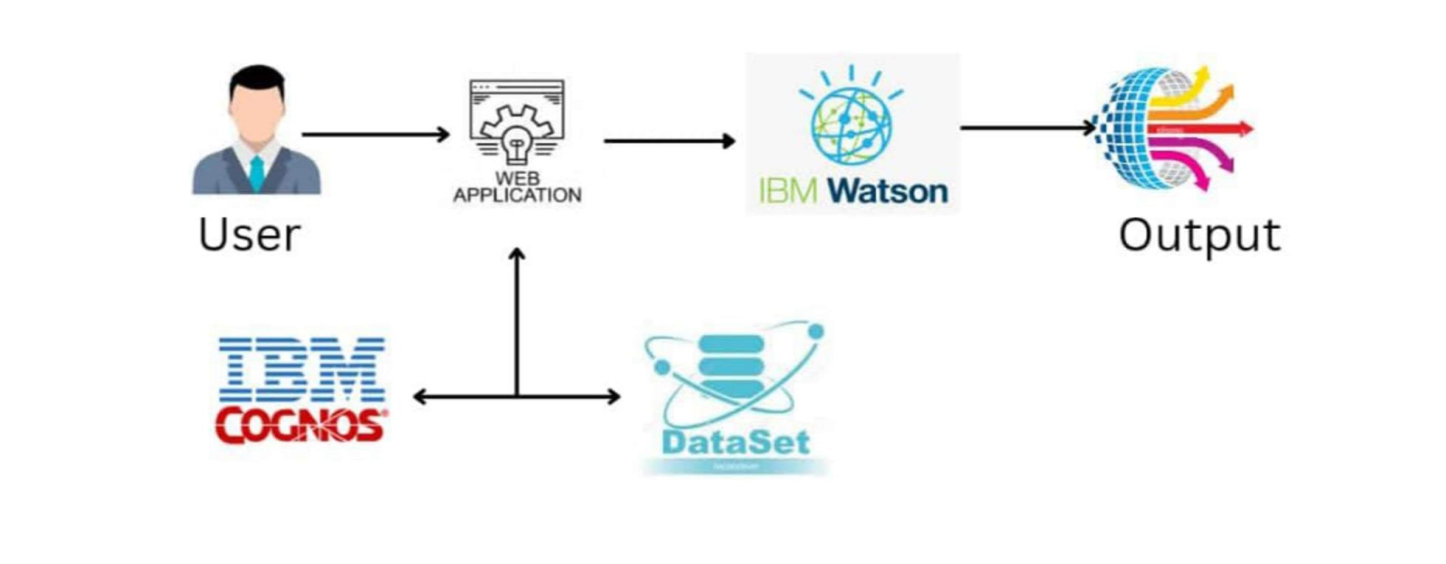 WEB
APPLICATION
IBM Watson
User
Output
IBM
COGNOS®
DataSet